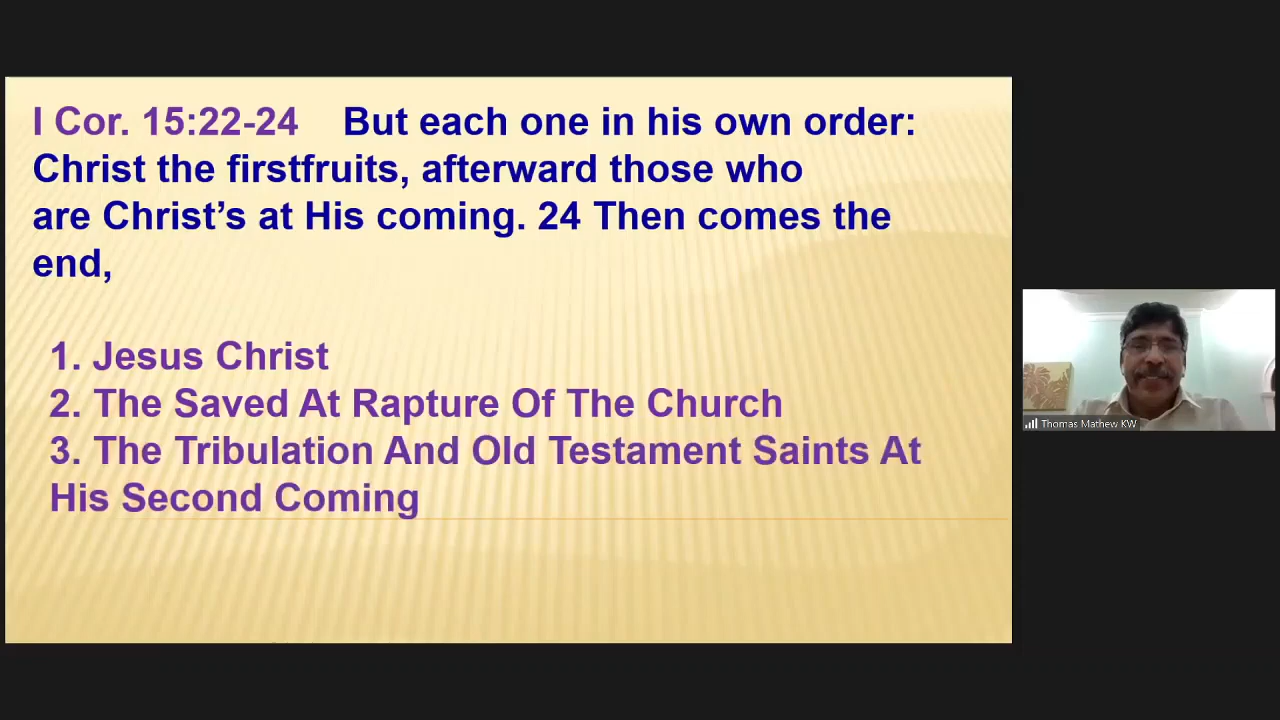 I Cor. 15:22-24 But each one in his own order:
Christ the firstfruits, afterward those who
are Christ’s at His coming. 24 Then comes the
end,
1. Jesus Christ
2. The Saved At Rapture Of The Church
3. The Tribulation And Old Testament Saints At
His Second Coming
Thomas Mathew KW